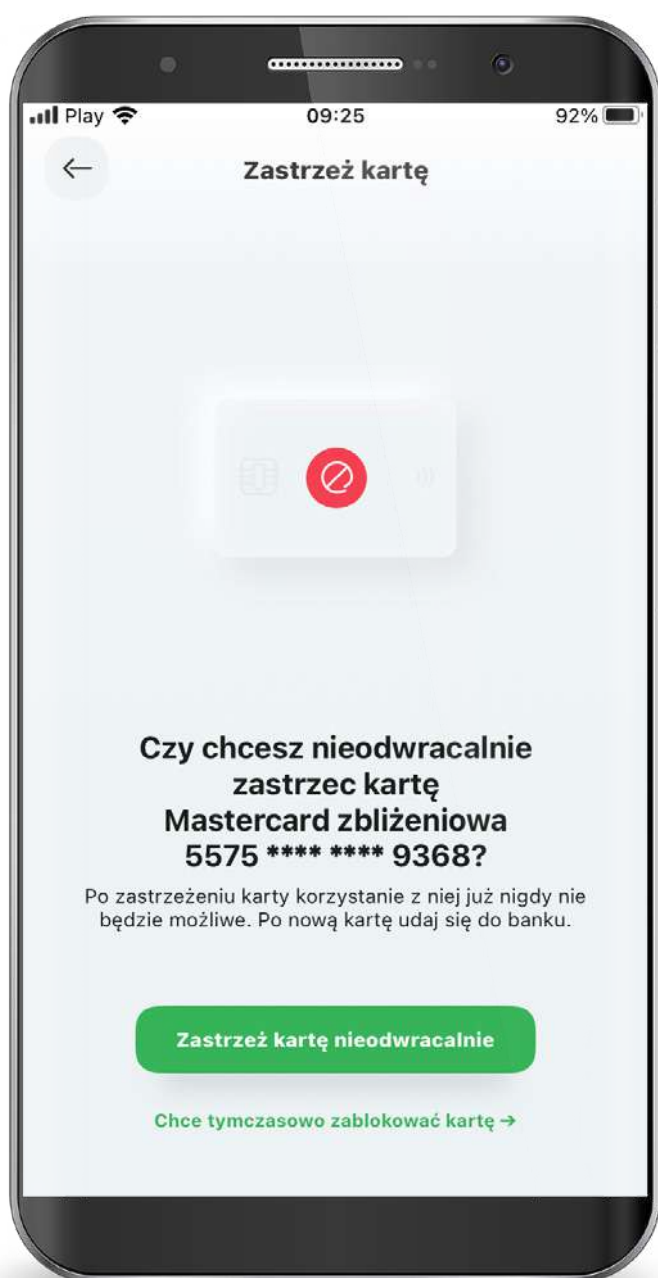 Play 09:25 92%
Zastrzeż kartę
Czy chcesz nieodwracalnie
zastrzec kartę
Mastercard zbliżeniowa
5575 **** **** 9368?
Po zastrzeżeniu karty korzystanie z niej już nigdy nie
będzie możliwe. Po nową kartę udaj się do banku.
Zastrzeż kartę nieodwracalnie
Chce tymczasowo zablokować kartę →